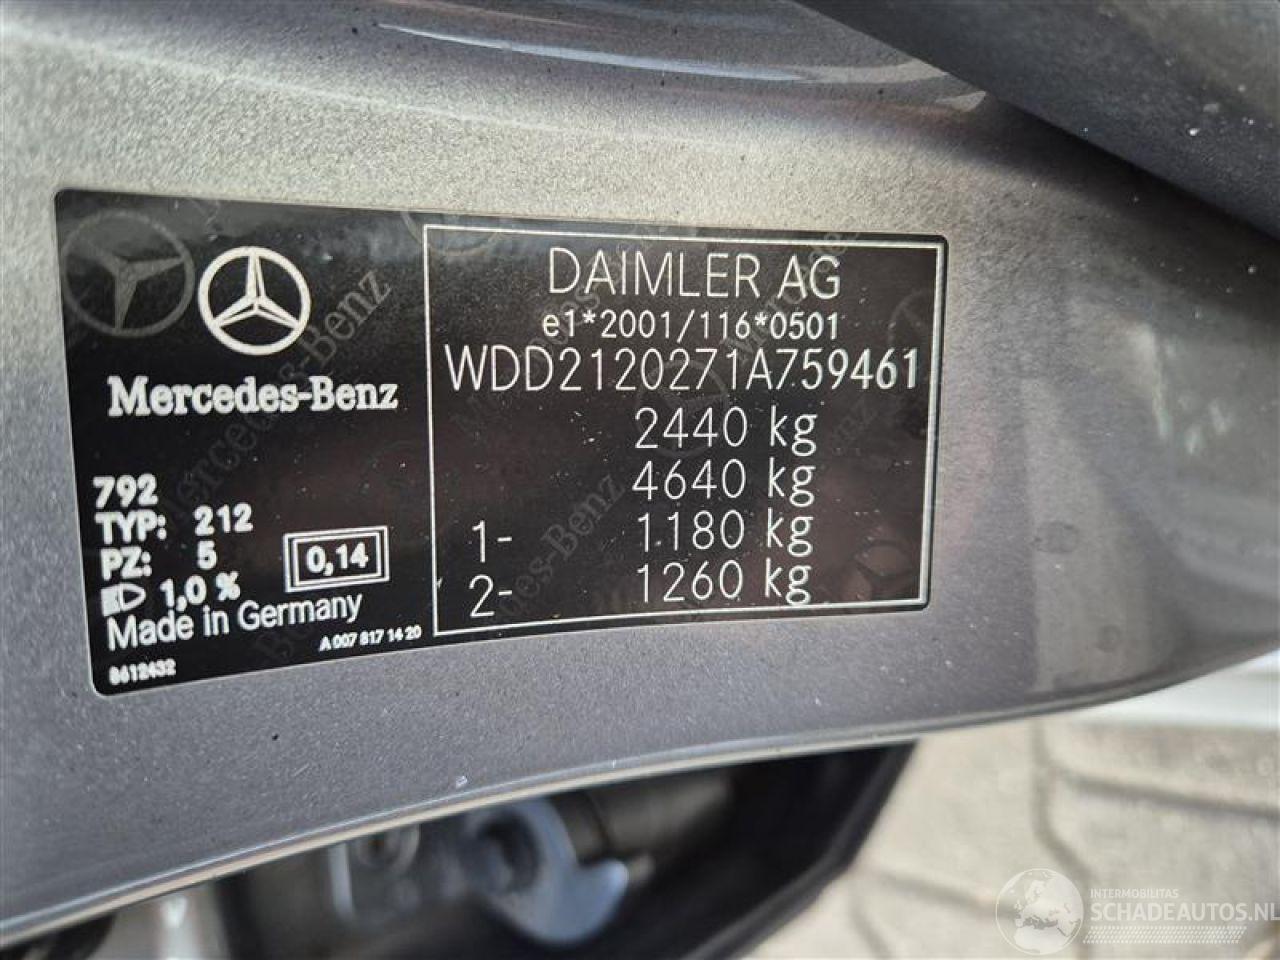 Mercedes-Benz
792
TYP: 212
PZ: 5
1,0 %
0,14
Made in Germany
A 007 817 14 20
8612432
DAIMLER AG
e1*2001/116*0501
WDD2120271A759461
2440 kg
4640 kg
1- 1180 kg
2- 1260 kg
INTERMOBILITAS
SCHADEAUTOS.NL